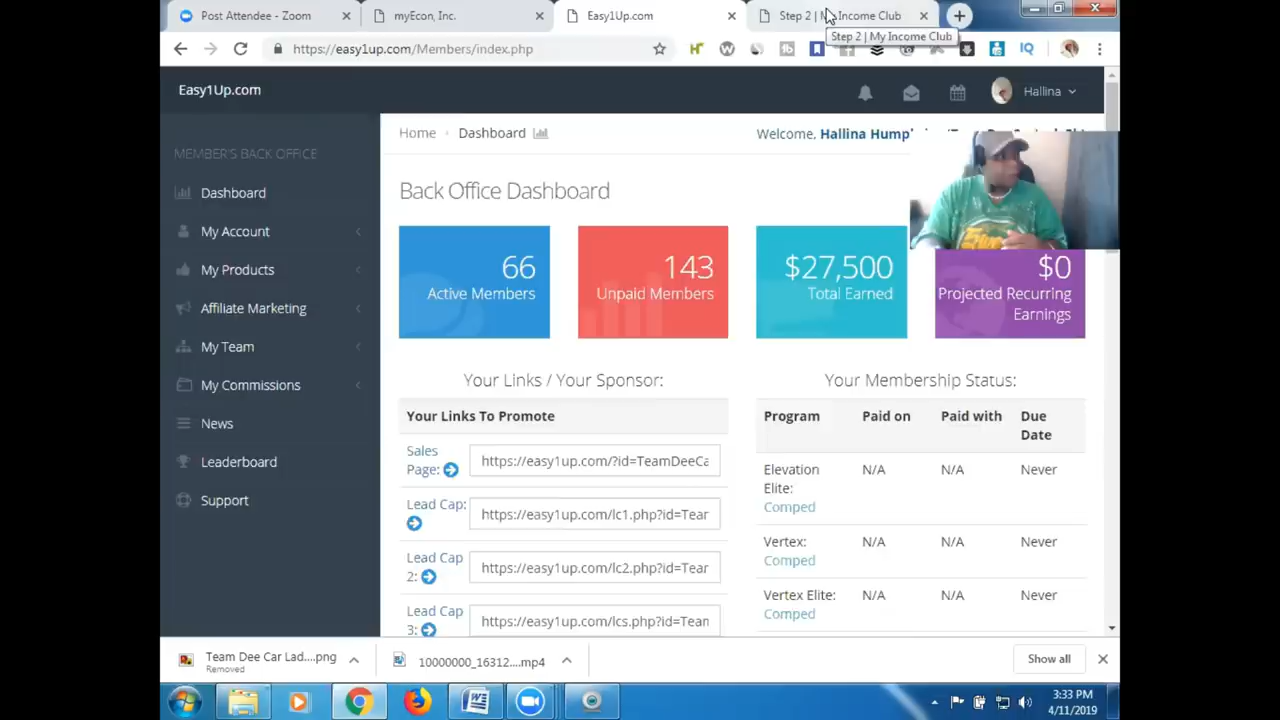 Post Attendee - Zoom
myEcon, Inc.
Easy1Up.com
Step 2 | My Income Club
Step 2 | My Income Club
https://easy1up.com/Members/index.php
Easy1Up.com
Hallina
MEMBER'S BACK OFFICE
Dashboard
My Account
My Products
Affiliate Marketing
My Team
My Commissions
News
Leaderboard
Support
Home
Dashboard
Welcome,
Back Office Dashboard
66
Active Members
143
Unpaid Members
$27,500
Total Earned
$0
Projected Recurring
Earnings
Your Links / Your Sponsor:
Your Links To Promote
Sales
Page:
https://easy1up.com/?id=TeamDeeCa
Lead Cap:
https://easy1up.com/lc1.php?id=Tear
Lead Cap
2:
https://easy1up.com/lc2.php?id=Tear
Lead Cap
3:
https://easy1up.com/lcs.php?id=Team
Your Membership Status:
Program
Paid on
Paid with
Due
Date
Elevation
Elite:
Comped
N/A
N/A
Never
Vertex:
Comped
N/A
N/A
Never
Vertex Elite:
Comped
N/A
N/A
Never
Team Dee Car Lad....png
Removed
10000000_16312....mp4
Show all
3:33 PM
4/11/2019